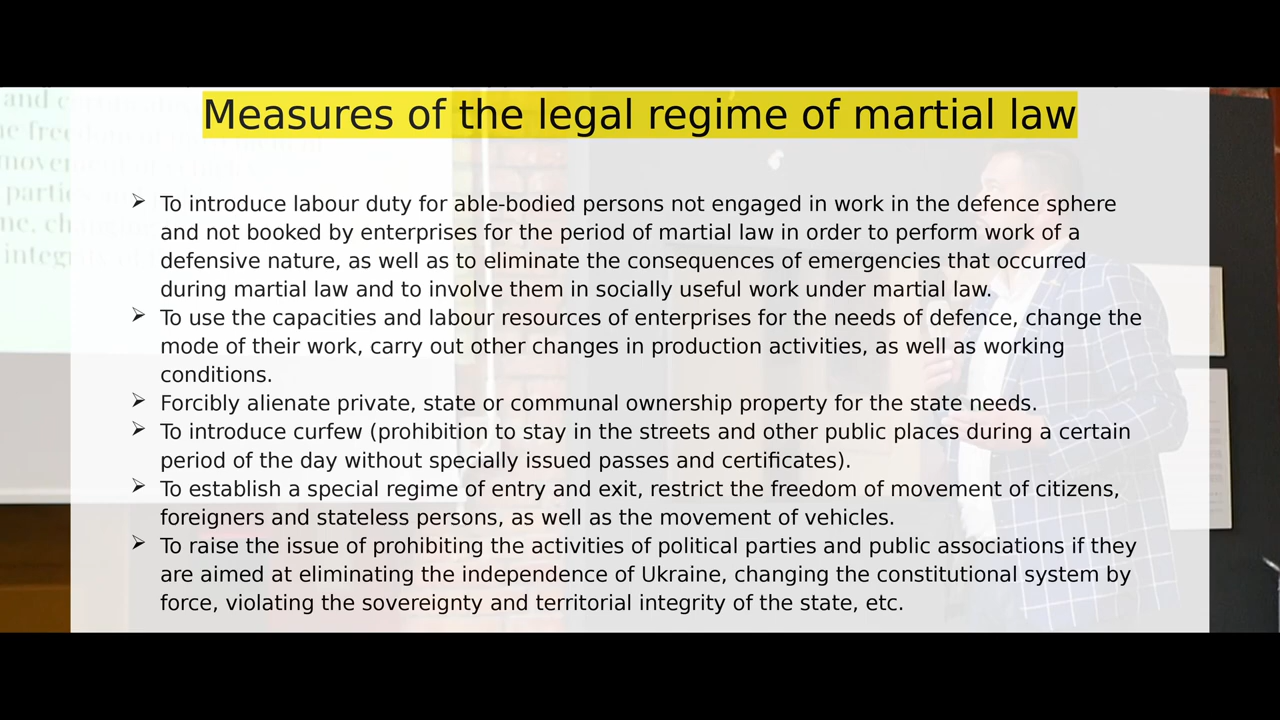 Measures of the legal regime of martial law
➢ To introduce labour duty for able-bodied persons not engaged in work in the defence sphere
and not booked by enterprises for the period of martial law in order to perform work of a
defensive nature, as well as to eliminate the consequences of emergencies that occurred
during martial law and to involve them in socially useful work under martial law.
➢ To use the capacities and labour resources of enterprises for the needs of defence, change the
mode of their work, carry out other changes in production activities, as well as working
conditions.
➢ Forcibly alienate private, state or communal ownership property for the state needs.
➢ To introduce curfew (prohibition to stay in the streets and other public places during a certain
period of the day without specially issued passes and certificates).
➢ To establish a special regime of entry and exit, restrict the freedom of movement of citizens,
foreigners and stateless persons, as well as the movement of vehicles.
➢ To raise the issue of prohibiting the activities of political parties and public associations if they
are aimed at eliminating the independence of Ukraine, changing the constitutional system by
force, violating the sovereignty and territorial integrity of the state, etc.